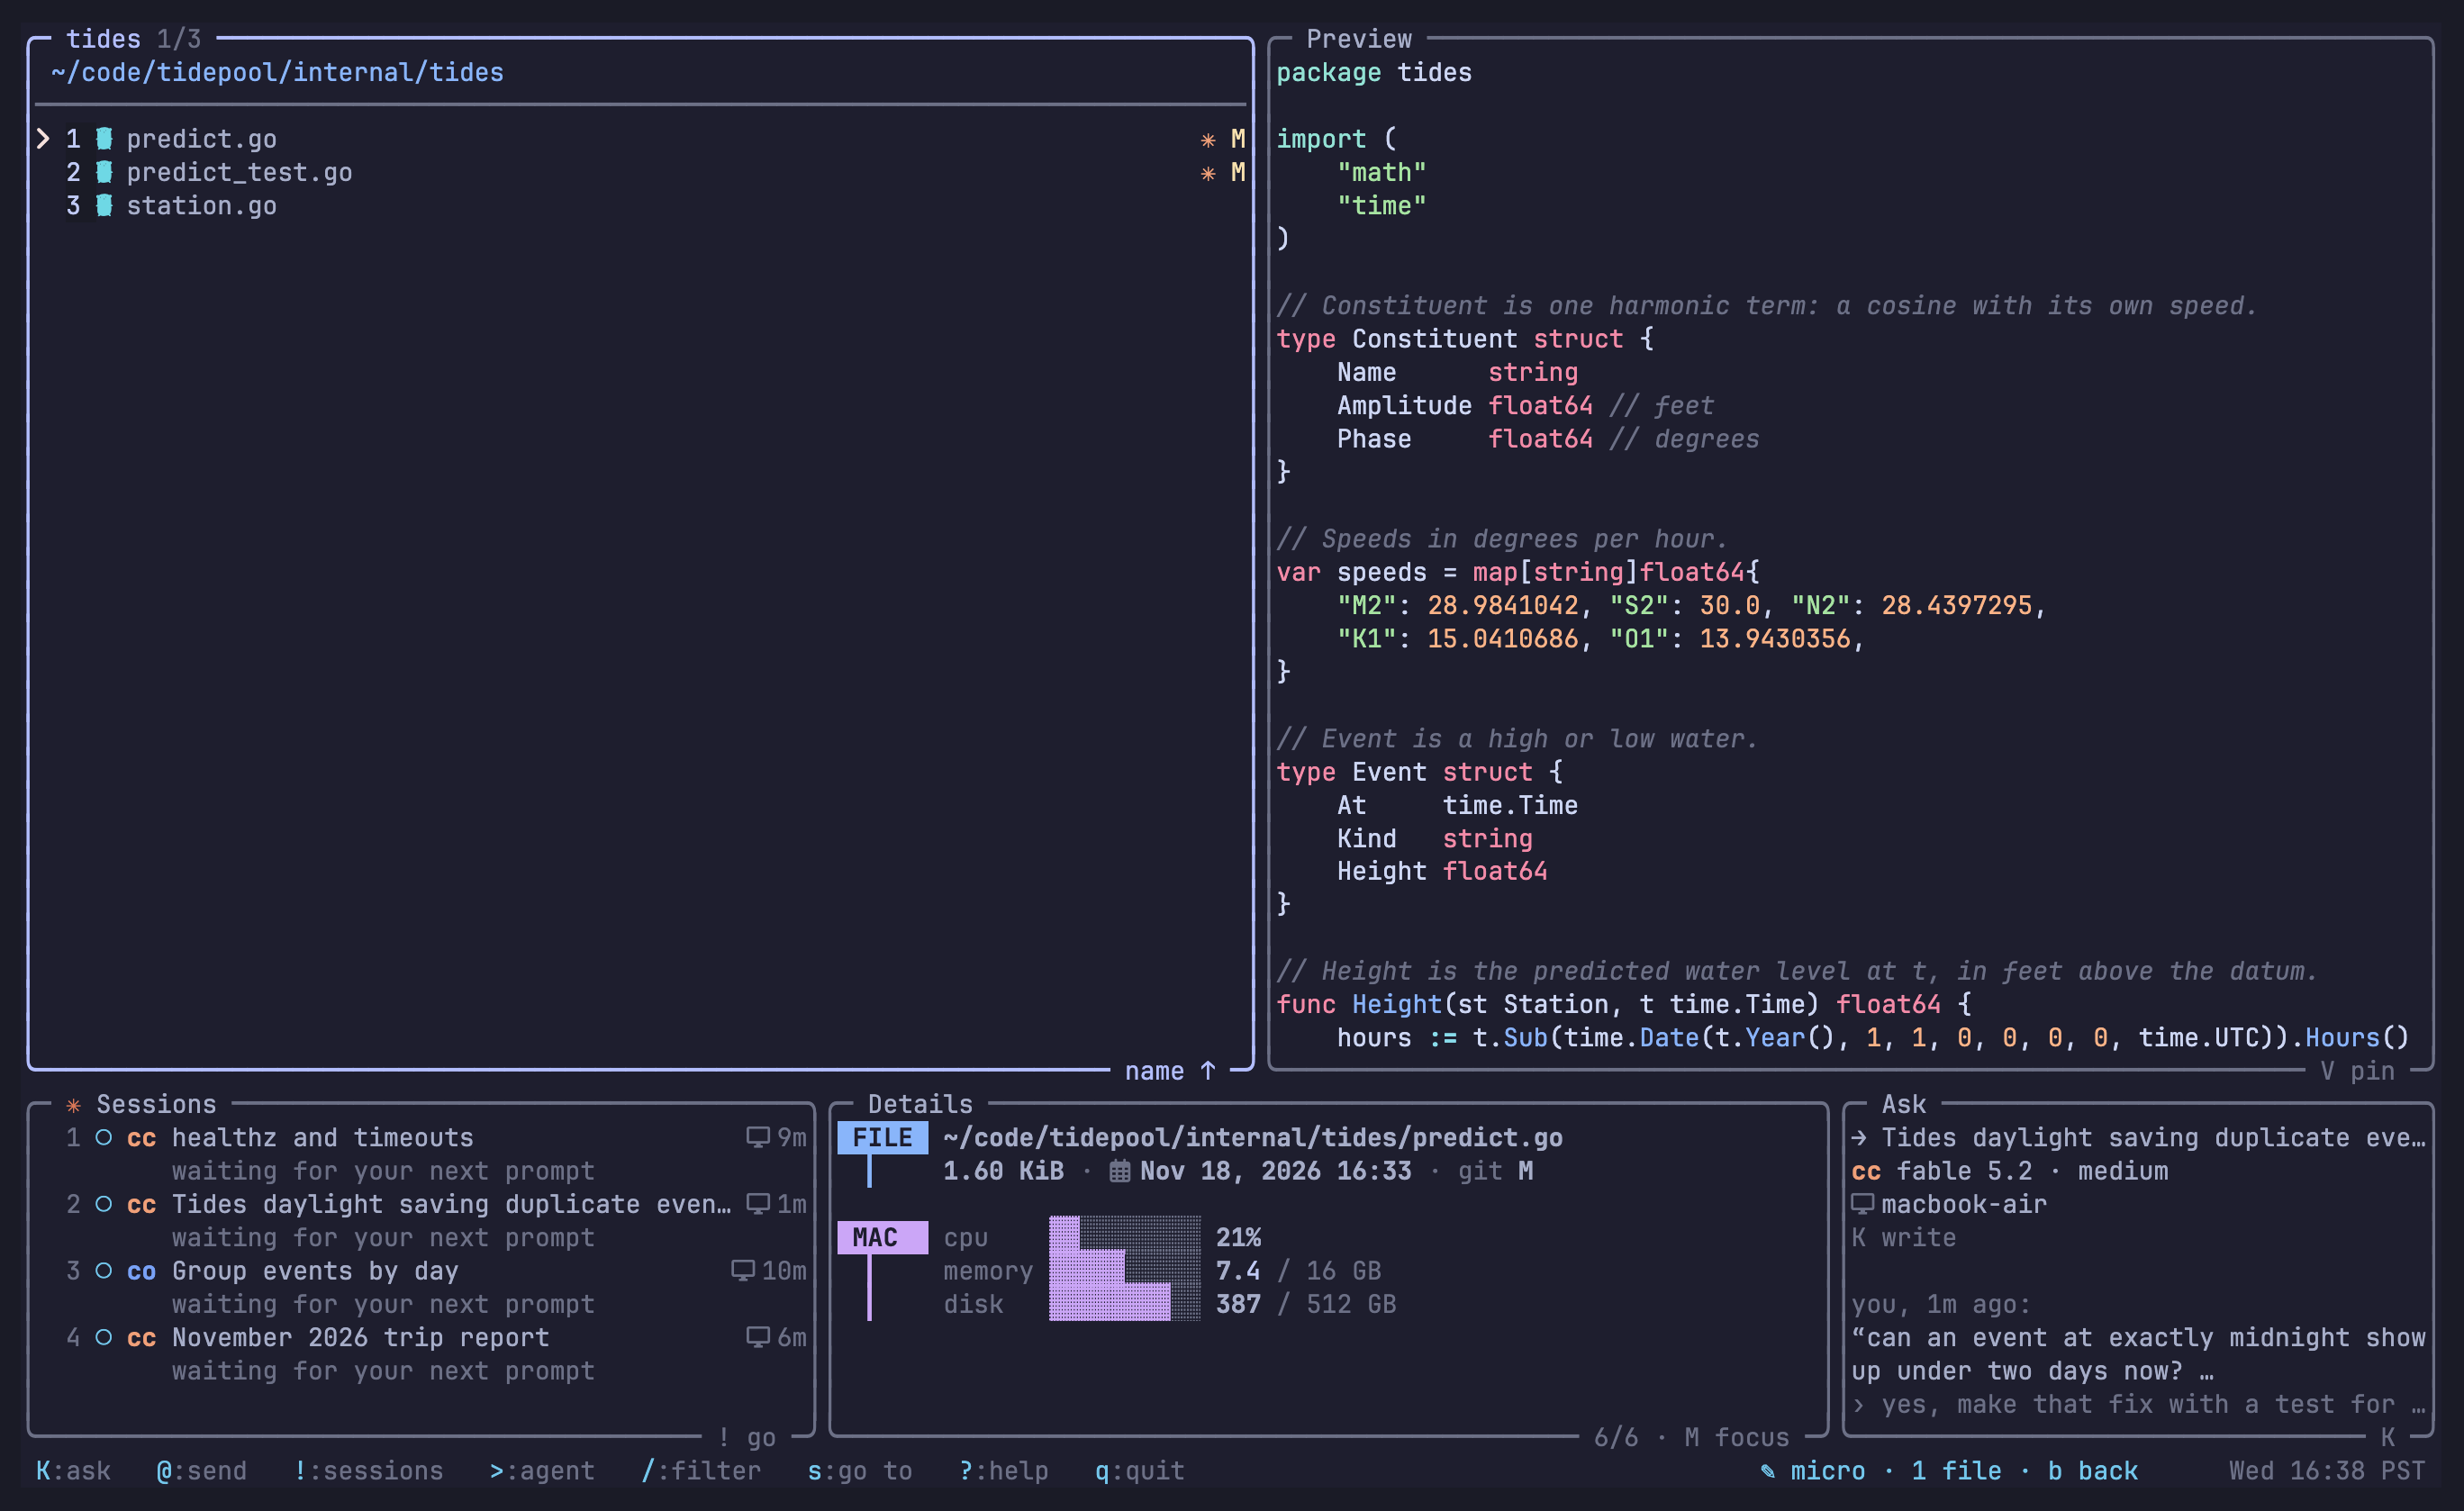 tides 1/3
~/code/tidepool/internal/tides
1 predict.go ✳ M
2 predict_test.go ✳ M
3 station.go
name ↑
Preview
package tides
import (
"math"
"time"
)
// Constituent is one harmonic term: a cosine with its own speed.
type Constituent struct {
Name string
Amplitude float64 // feet
Phase float64 // degrees
}
// Speeds in degrees per hour.
var speeds = map[string]float64{
"M2": 28.9841042, "S2": 30.0, "N2": 28.4397295,
"K1": 15.0410686, "O1": 13.9430356,
}
// Event is a high or low water.
type Event struct {
At time.Time
Kind string
Height float64
}
// Height is the predicted water level at t, in feet above the datum.
func Height(st Station, t time.Time) float64 {
hours := t.Sub(time.Date(t.Year(), 1, 1, 0, 0, 0, 0, time.UTC)).Hours()
V pin
✳ Sessions
1 ○ cc healthz and timeouts 9m
waiting for your next prompt
2 ○ cc Tides daylight saving duplicate even… 1m
waiting for your next prompt
3 ○ co Group events by day 10m
waiting for your next prompt
4 ○ cc November 2026 trip report 6m
waiting for your next prompt
! go
Details
FILE ~/code/tidepool/internal/tides/predict.go
1.60 KiB · Nov 18, 2026 16:33 · git M
MAC cpu 21%
memory 7.4 / 16 GB
disk 387 / 512 GB
6/6 · M focus
Ask
→ Tides daylight saving duplicate eve…
cc fable 5.2 · medium
macbook-air
K write
you, 1m ago:
“can an event at exactly midnight show
up under two days now? …
› yes, make that fix with a test for …
K
K:ask @:send !:sessions >:agent /:filter s:go to ?:help q:quit
✎ micro · 1 file · b back Wed 16:38 PST